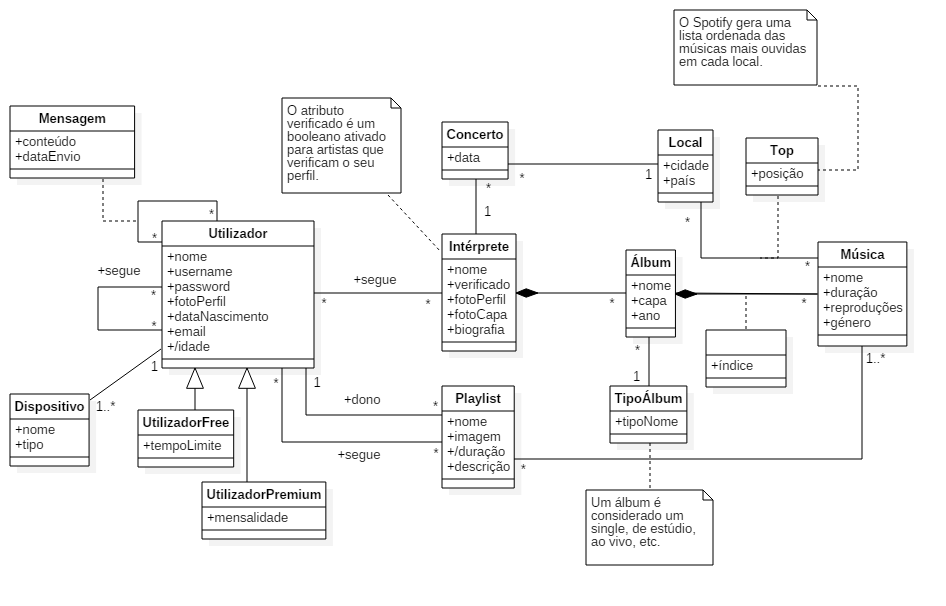 O Spotify gera uma
lista ordenada das
músicas mais ouvidas
em cada local.
O atributo
verificado é um
booleano ativado
para artistas que
verificam o seu
perfil.
Mensagem
+conteúdo
+dataEnvio
Concerto
+data
*
*
1
1
Local
+cidade
+país
*
Top
+posição
*
*
Utilizador
+nome
+username
+password
+fotoPerfil
+dataNascimento
+email
+/idade
+segue
*
*
1
1..*
+segue
*
*
Intérprete
+nome
+verificado
+fotoPerfil
+fotoCapa
+biografia
*
Álbum
+nome
+capa
+ano
*
*
*
1
Música
+nome
+duração
+reproduções
+género
1..*
+índice
Dispositivo
+nome
+tipo
UtilizadorFree
+tempoLimite
UtilizadorPremium
+mensalidade
*
1
+dono
*
+segue
*
Playlist
+nome
+imagem
+/duração
+descrição
*
TipoÁlbum
+tipoNome
Um álbum é
considerado um
single, de estúdio,
ao vivo, etc.